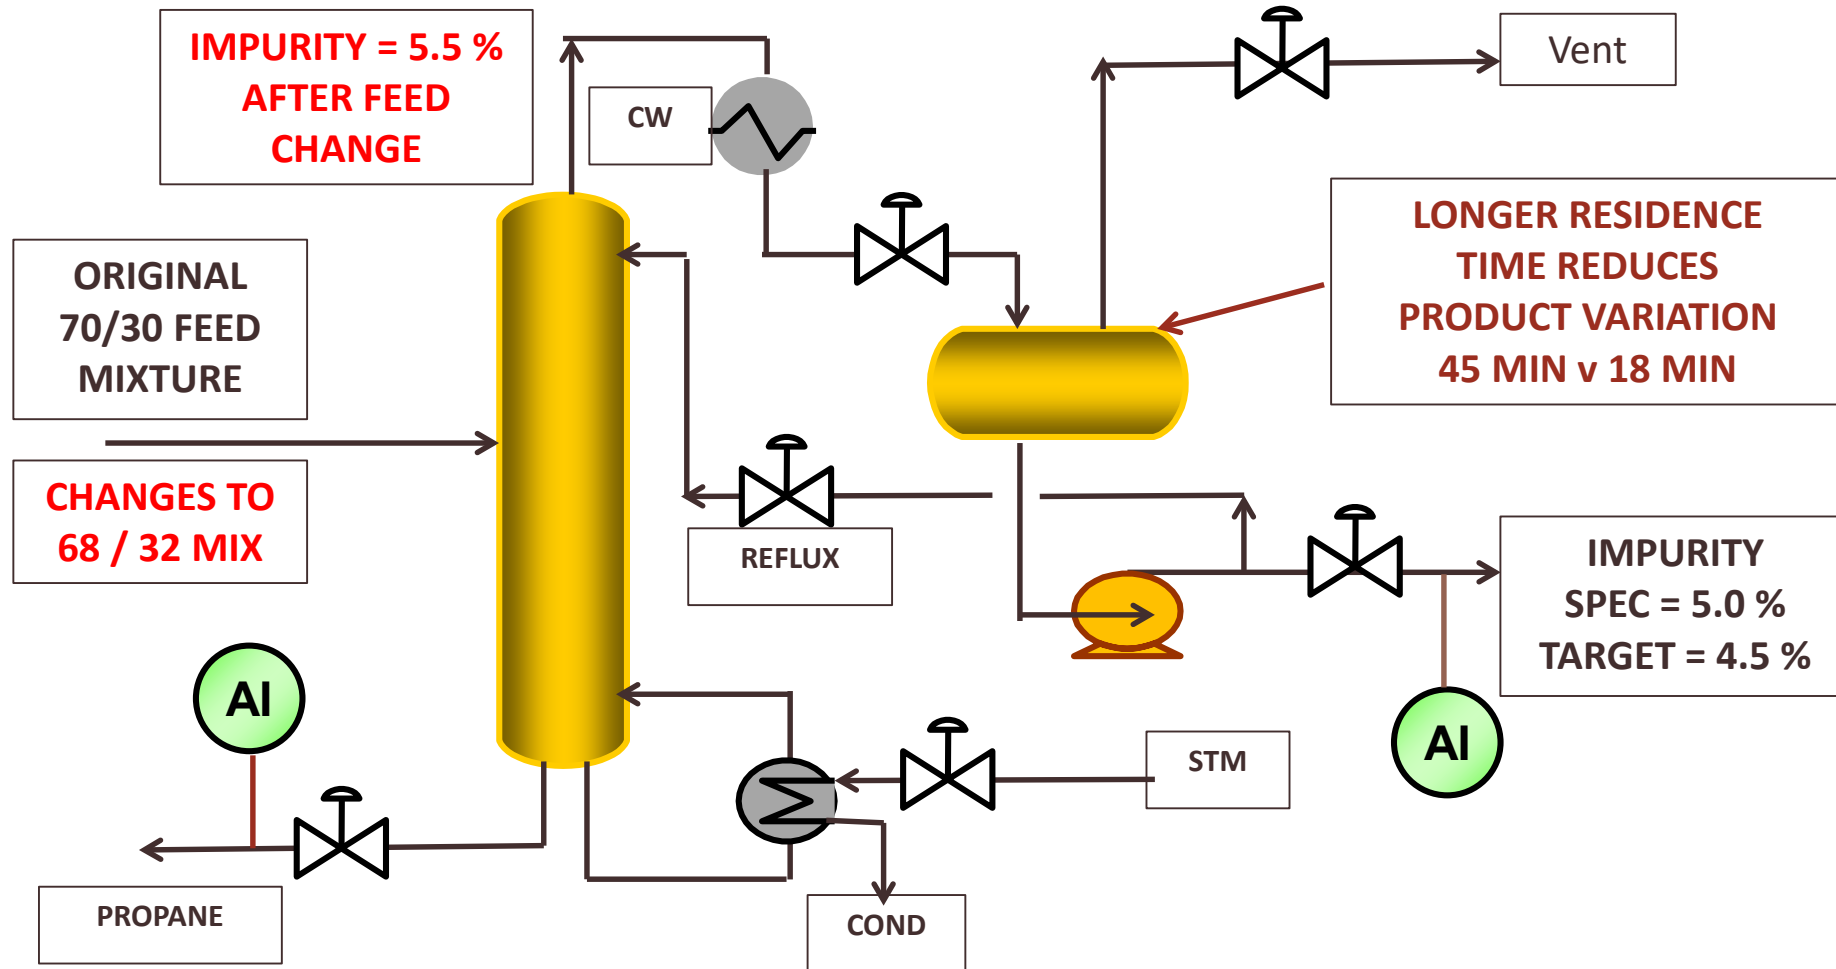 IMPURITY = 5.5 %
AFTER FEED
CHANGE
CW
Vent
ORIGINAL
70/30 FEED
MIXTURE
CHANGES TO
68 / 32 MIX
LONGER RESIDENCE
TIME REDUCES
PRODUCT VARIATION
45 MIN v 18 MIN
REFLUX
IMPURITY
SPEC = 5.0 %
TARGET = 4.5 %
AI
AI
STM
PROPANE
COND